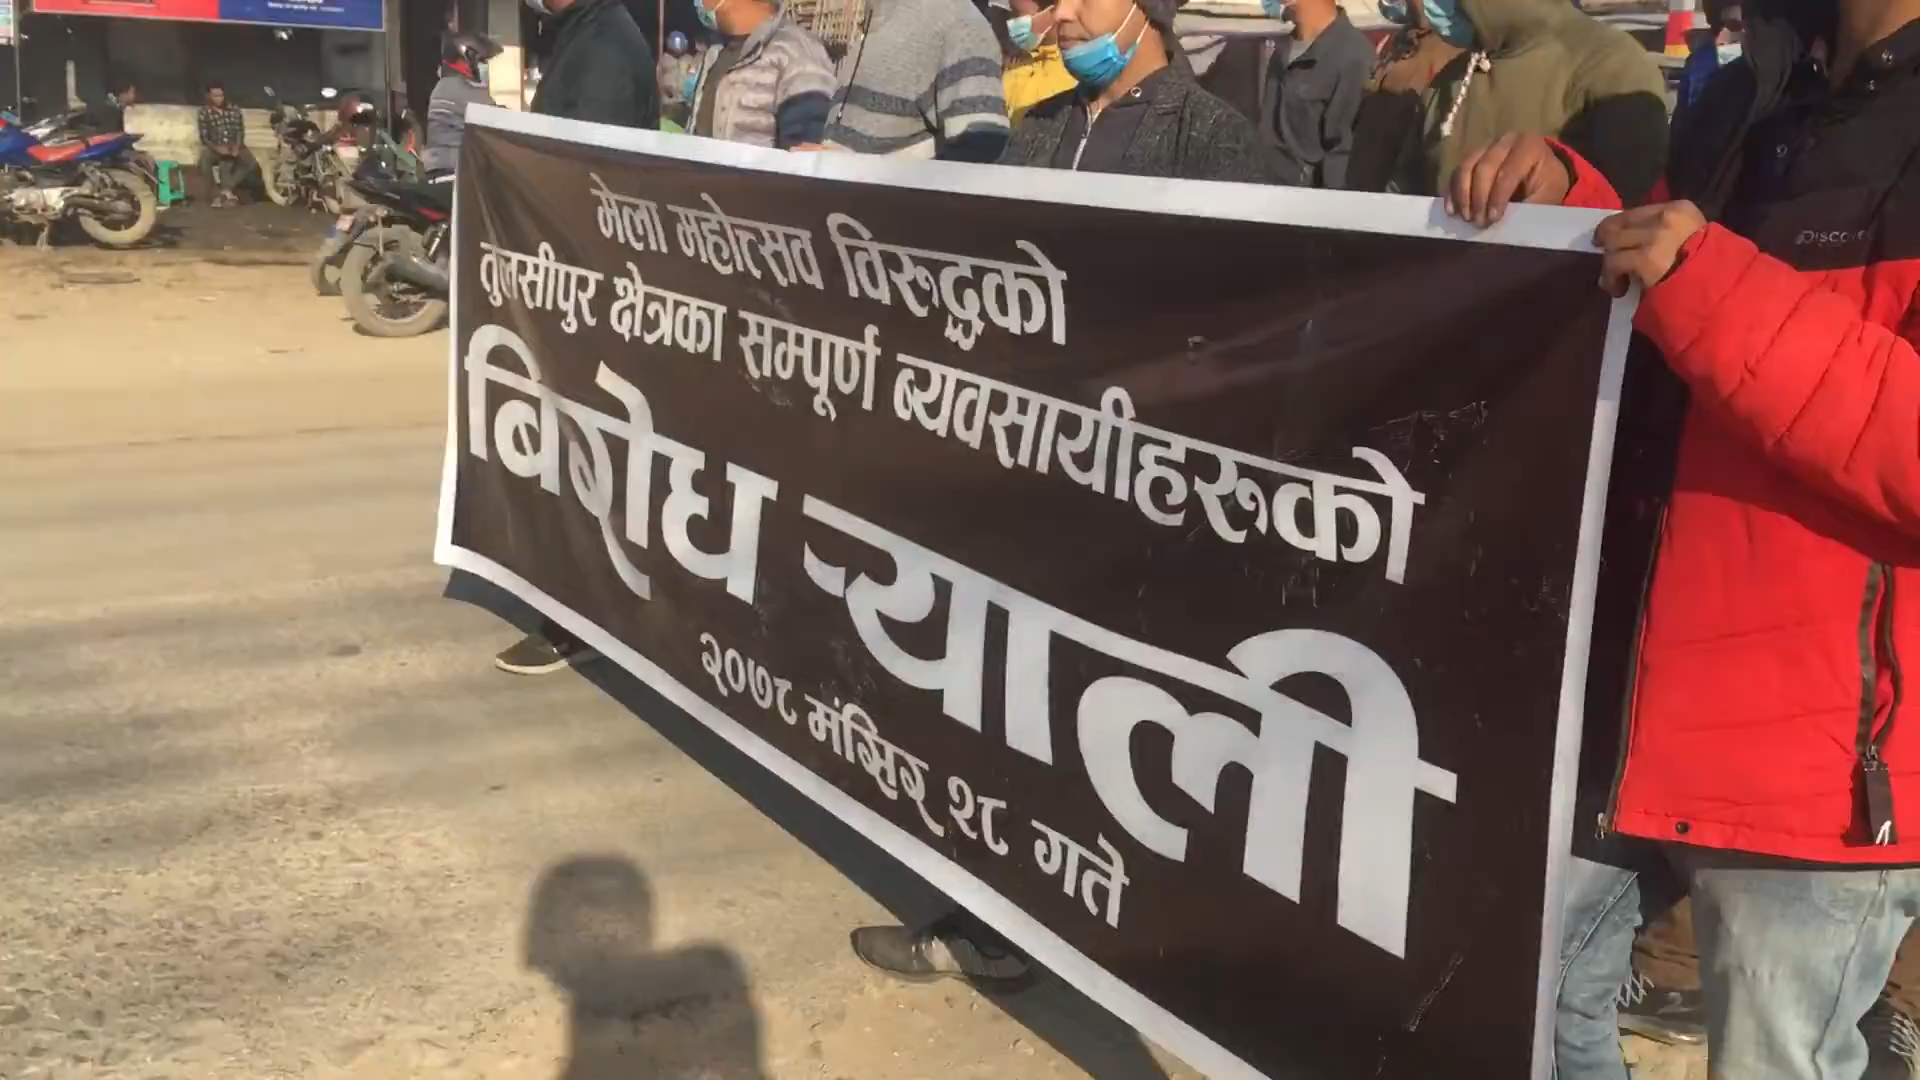 मेला महोत्सव विरूद्धको
तुलसीपुर क्षेत्रका सम्पूर्ण ब्यवसायीहरुको
बिरोध ऱ्याली
२०७८ मंसिर २८ गते